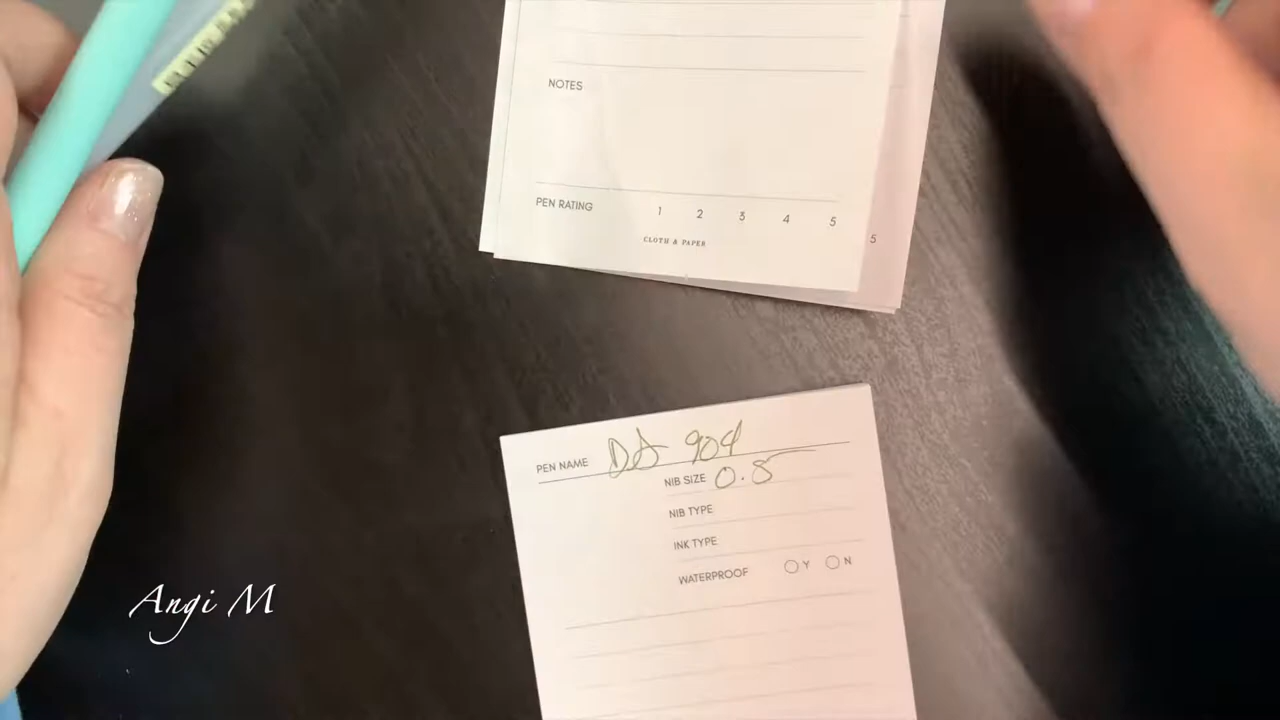 NOTES
PEN RATING 1 2 3 4 5
5
CLOTH & PAPER
PEN NAME DS 904
NIB SIZE 0.5
NIB TYPE
INK TYPE
WATERPROOF Y N
Angi M